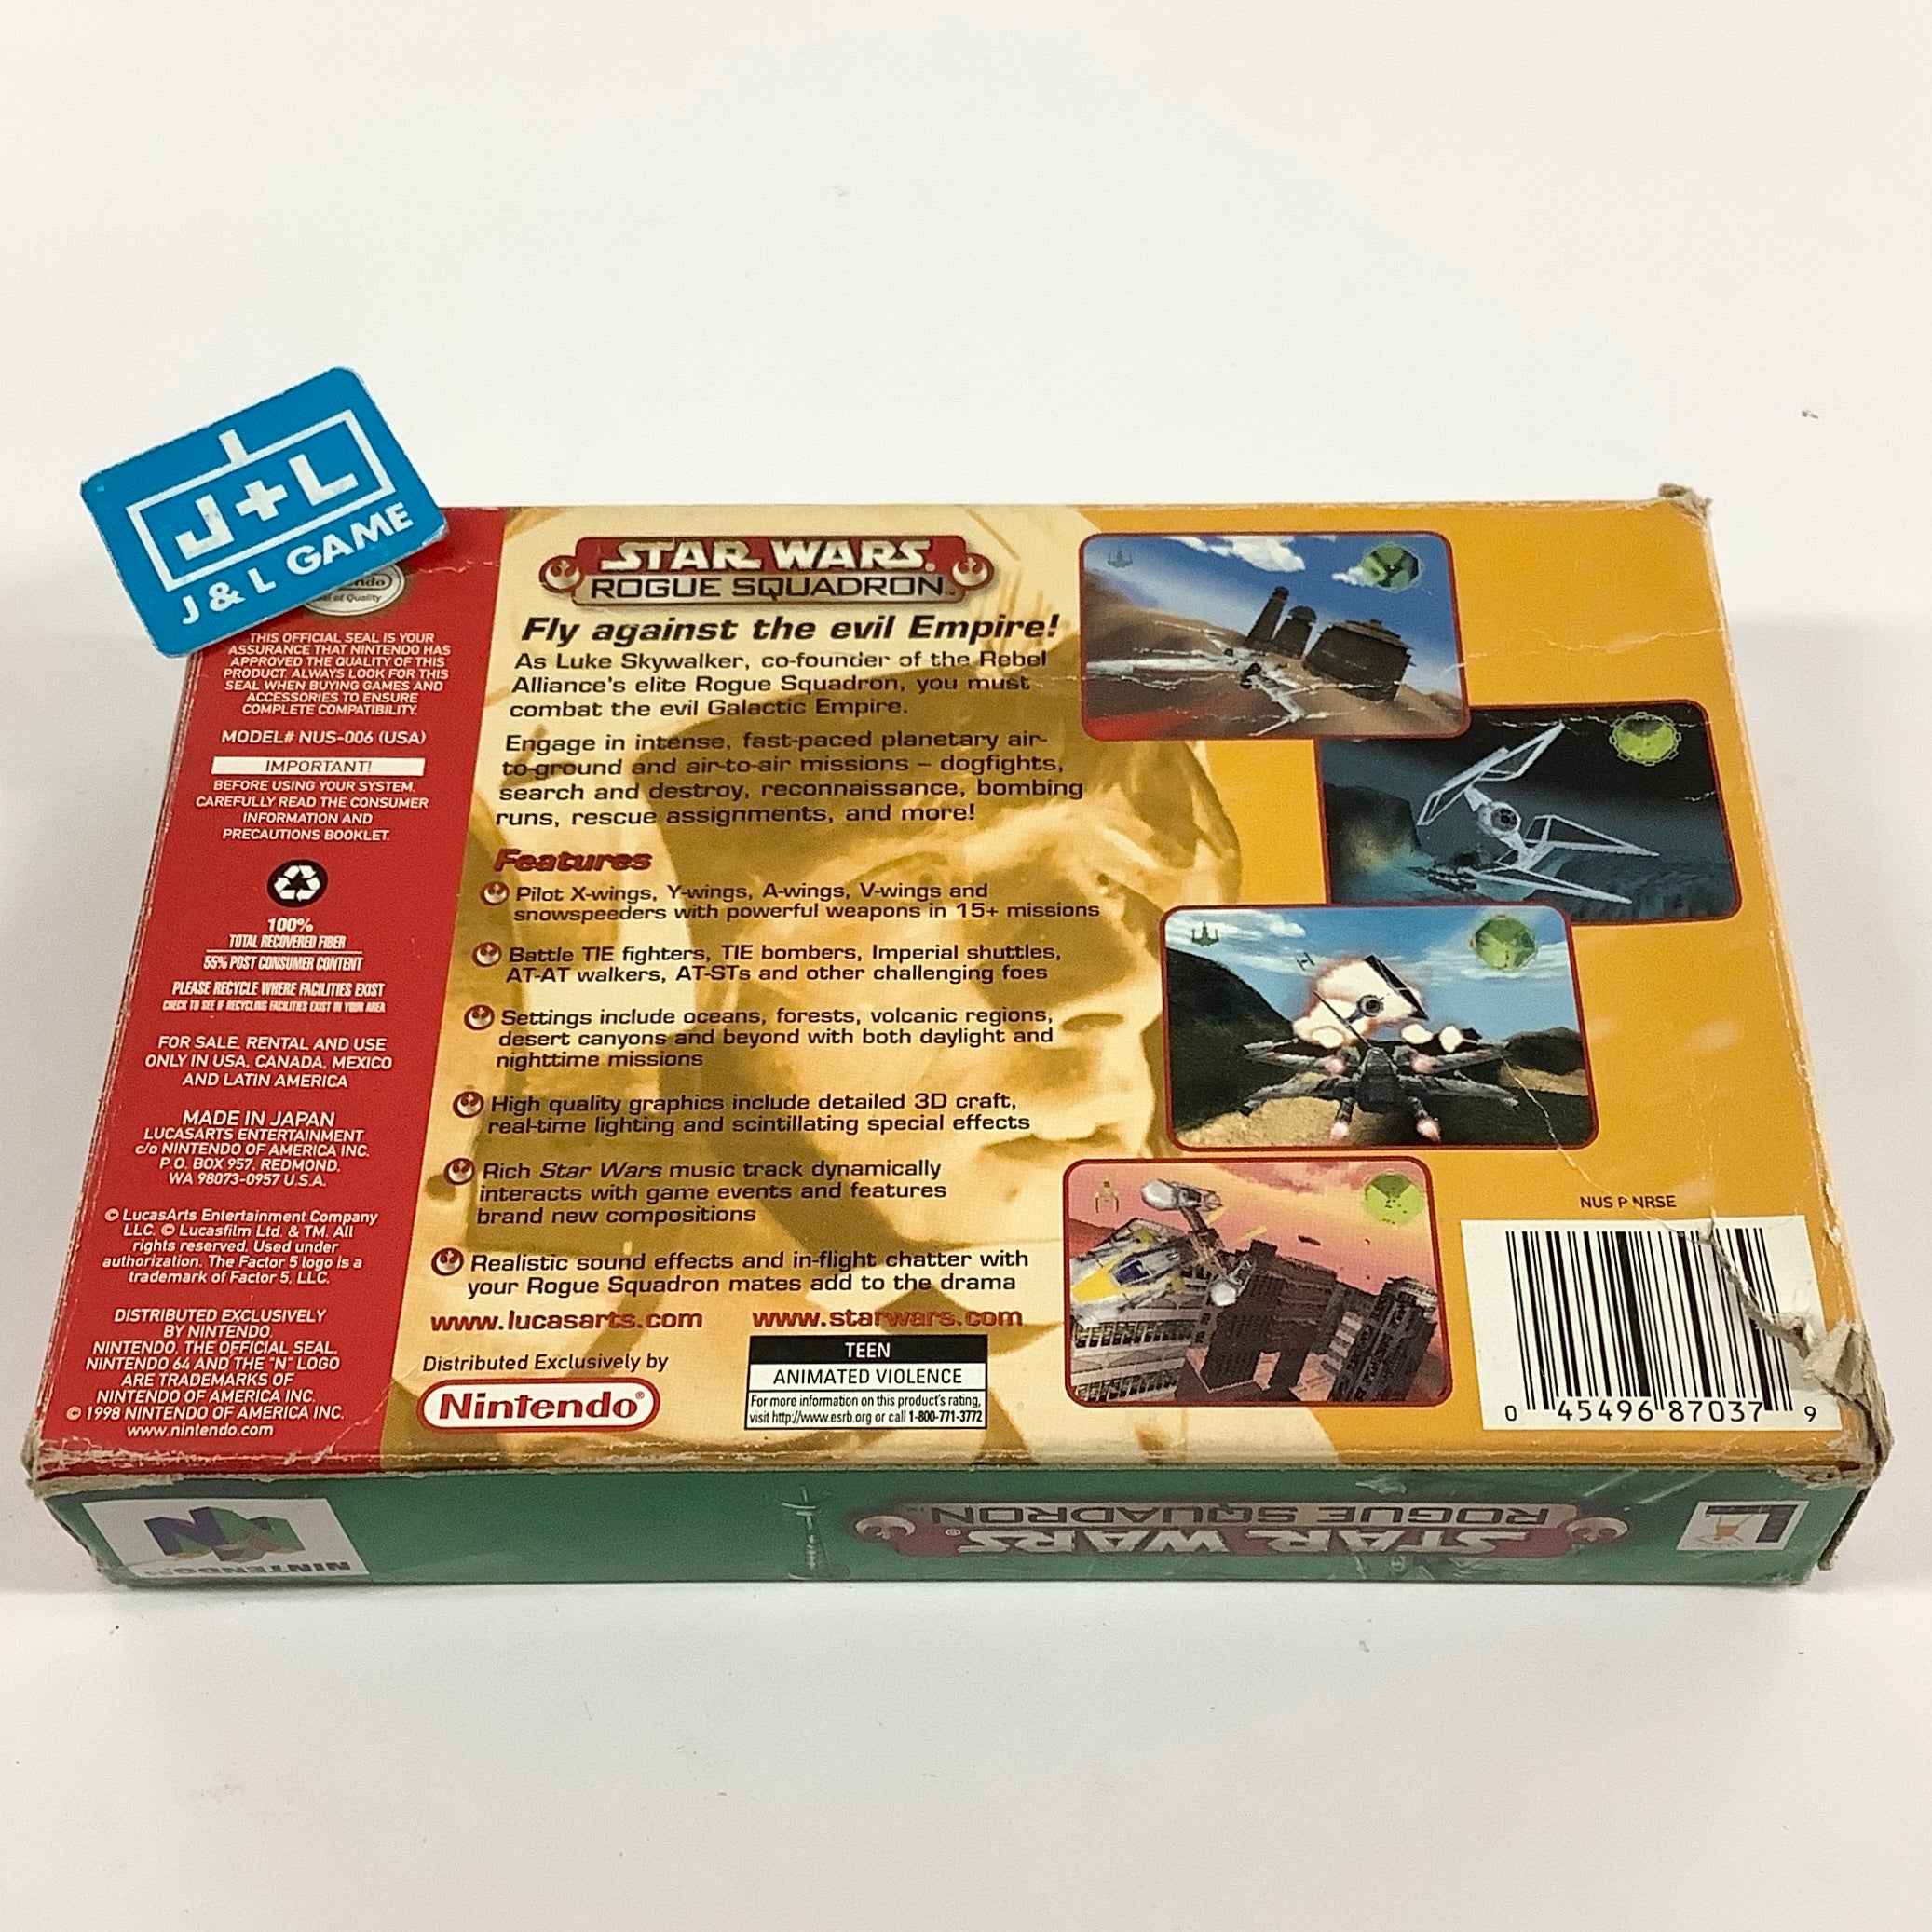 J+L
J & L GAME
ndo
al of Quality
THIS OFFICIAL SEAL IS YOUR
ASSURANCE THAT NINTENDO HAS
APPROVED THE QUALITY OF THIS
PRODUCT. ALWAYS LOOK FOR THIS
SEAL WHEN BUYING GAMES AND
ACCESSORIES TO ENSURE
COMPLETE COMPATIBILITY.
MODEL# NUS-006 (USA)
IMPORTANT!
BEFORE USING YOUR SYSTEM,
CAREFULLY READ THE CONSUMER
INFORMATION AND
PRECAUTIONS BOOKLET.
100%
TOTAL RECOVERED FIBER
55% POST CONSUMER CONTENT
PLEASE RECYCLE WHERE FACILITIES EXIST
CHECK TO SEE IF RECYCLING FACILITIES EXIST IN YOUR AREA
FOR SALE, RENTAL AND USE
ONLY IN USA, CANADA, MEXICO
AND LATIN AMERICA
MADE IN JAPAN
LUCASARTS ENTERTAINMENT
c/o NINTENDO OF AMERICA INC.
P.O. BOX 957, REDMOND,
WA 98073-0957 U.S.A.
© LucasArts Entertainment Company
LLC. © Lucasfilm Ltd. & TM. All
rights reserved. Used under
authorization. The Factor 5 logo is a
trademark of Factor 5, LLC.
DISTRIBUTED EXCLUSIVELY
BY NINTENDO.
NINTENDO, THE OFFICIAL SEAL,
NINTENDO 64 AND THE "N" LOGO
ARE TRADEMARKS OF
NINTENDO OF AMERICA INC.
© 1998 NINTENDO OF AMERICA INC.
www.nintendo.com
STAR WARS®
ROGUE SQUADRON™
Fly against the evil Empire!
As Luke Skywalker, co-founder of the Rebel
Alliance's elite Rogue Squadron, you must
combat the evil Galactic Empire.
Engage in intense, fast-paced planetary air-
to-ground and air-to-air missions – dogfights,
search and destroy, reconnaissance, bombing
runs, rescue assignments, and more!
Features
Pilot X-wings, Y-wings, A-wings, V-wings and
snowspeeders with powerful weapons in 15+ missions
Battle TIE fighters, TIE bombers, Imperial shuttles,
AT-AT walkers, AT-STs and other challenging foes
Settings include oceans, forests, volcanic regions,
desert canyons and beyond with both daylight and
nighttime missions
High quality graphics include detailed 3D craft,
real-time lighting and scintillating special effects
Rich Star Wars music track dynamically
interacts with game events and features
brand new compositions
Realistic sound effects and in-flight chatter with
your Rogue Squadron mates add to the drama
www.lucasarts.com www.starwars.com
Distributed Exclusively by
Nintendo®
TEEN
ANIMATED VIOLENCE
For more information on this product's rating,
visit http://www.esrb.org or call 1-800-771-3772
NUS P NRSE
0 45496 87037 9
NINTENDO64
STAR WARS®
ROGUE SQUADRON™